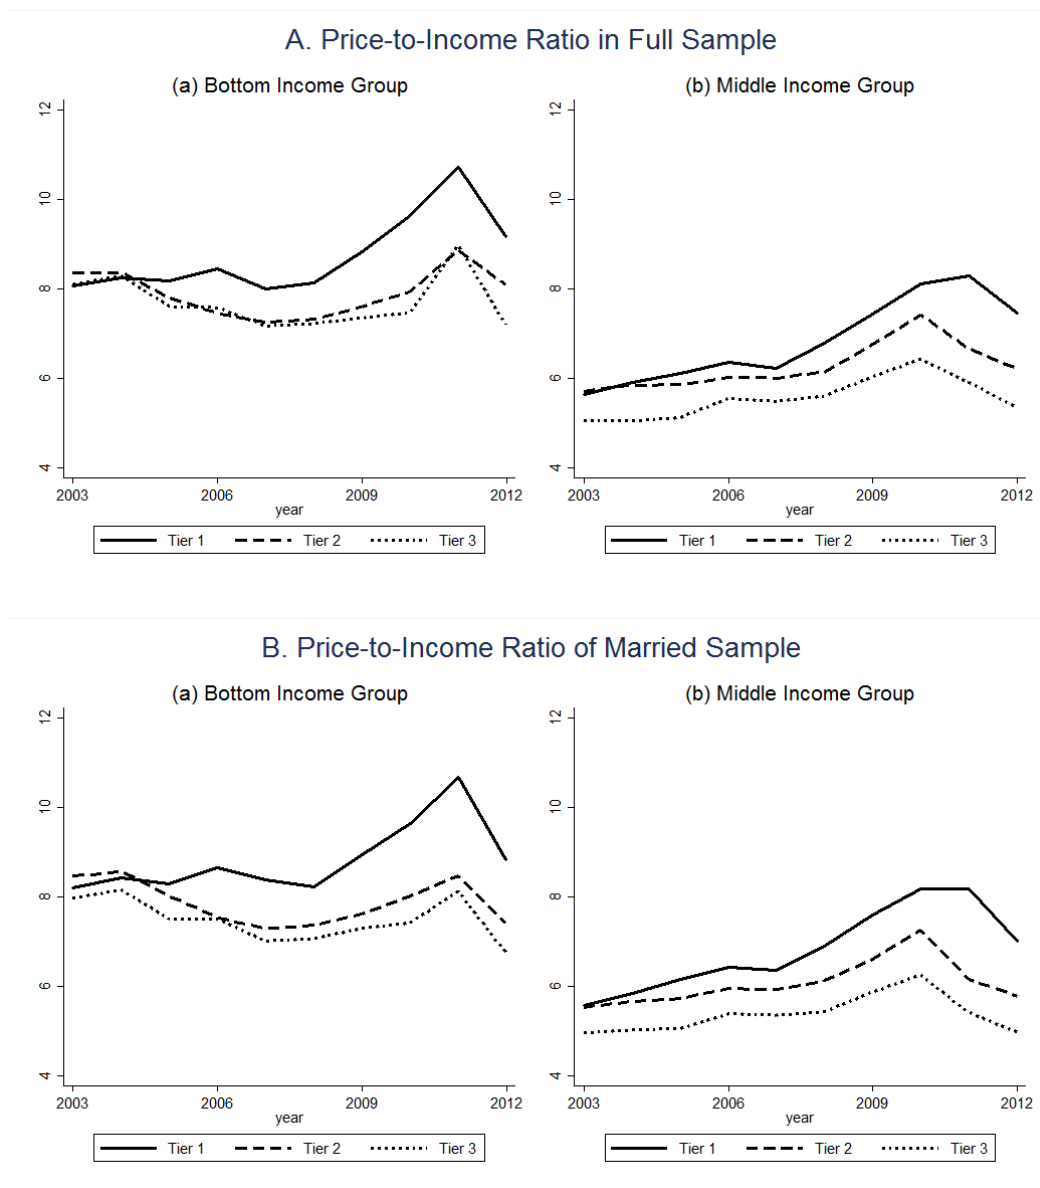 A. Price-to-Income Ratio in Full Sample
(a) Bottom Income Group
12
10
8
6
4
2003 2006 2009 2012
year
Tier 1 Tier 2 Tier 3
(b) Middle Income Group
12
10
8
6
4
2003 2006 2009 2012
year
Tier 1 Tier 2 Tier 3
B. Price-to-Income Ratio of Married Sample
(a) Bottom Income Group
12
10
8
6
4
2003 2006 2009 2012
year
Tier 1 Tier 2 Tier 3
(b) Middle Income Group
12
10
8
6
4
2003 2006 2009 2012
year
Tier 1 Tier 2 Tier 3